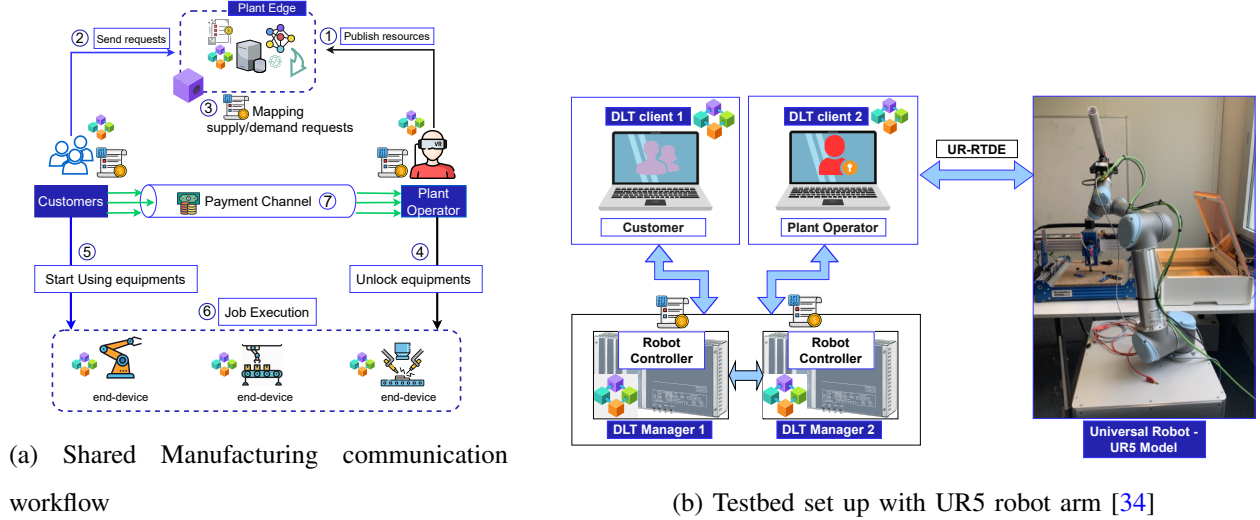 Plant Edge
② Send requests
① Publish resources
③ Mapping
supply/demand requests
VR
Customers
Payment Channel ⑦
Plant
Operator
⑤
Start Using equipments
④
Unlock equipments
⑥ Job Execution
end-device
end-device
end-device
(a) Shared Manufacturing communication
workflow
DLT client 1
Customer
DLT client 2
Plant Operator
UR-RTDE
Robot
Controller
DLT Manager 1
Robot
Controller
DLT Manager 2
Universal Robot -
UR5 Model
(b) Testbed set up with UR5 robot arm [34]